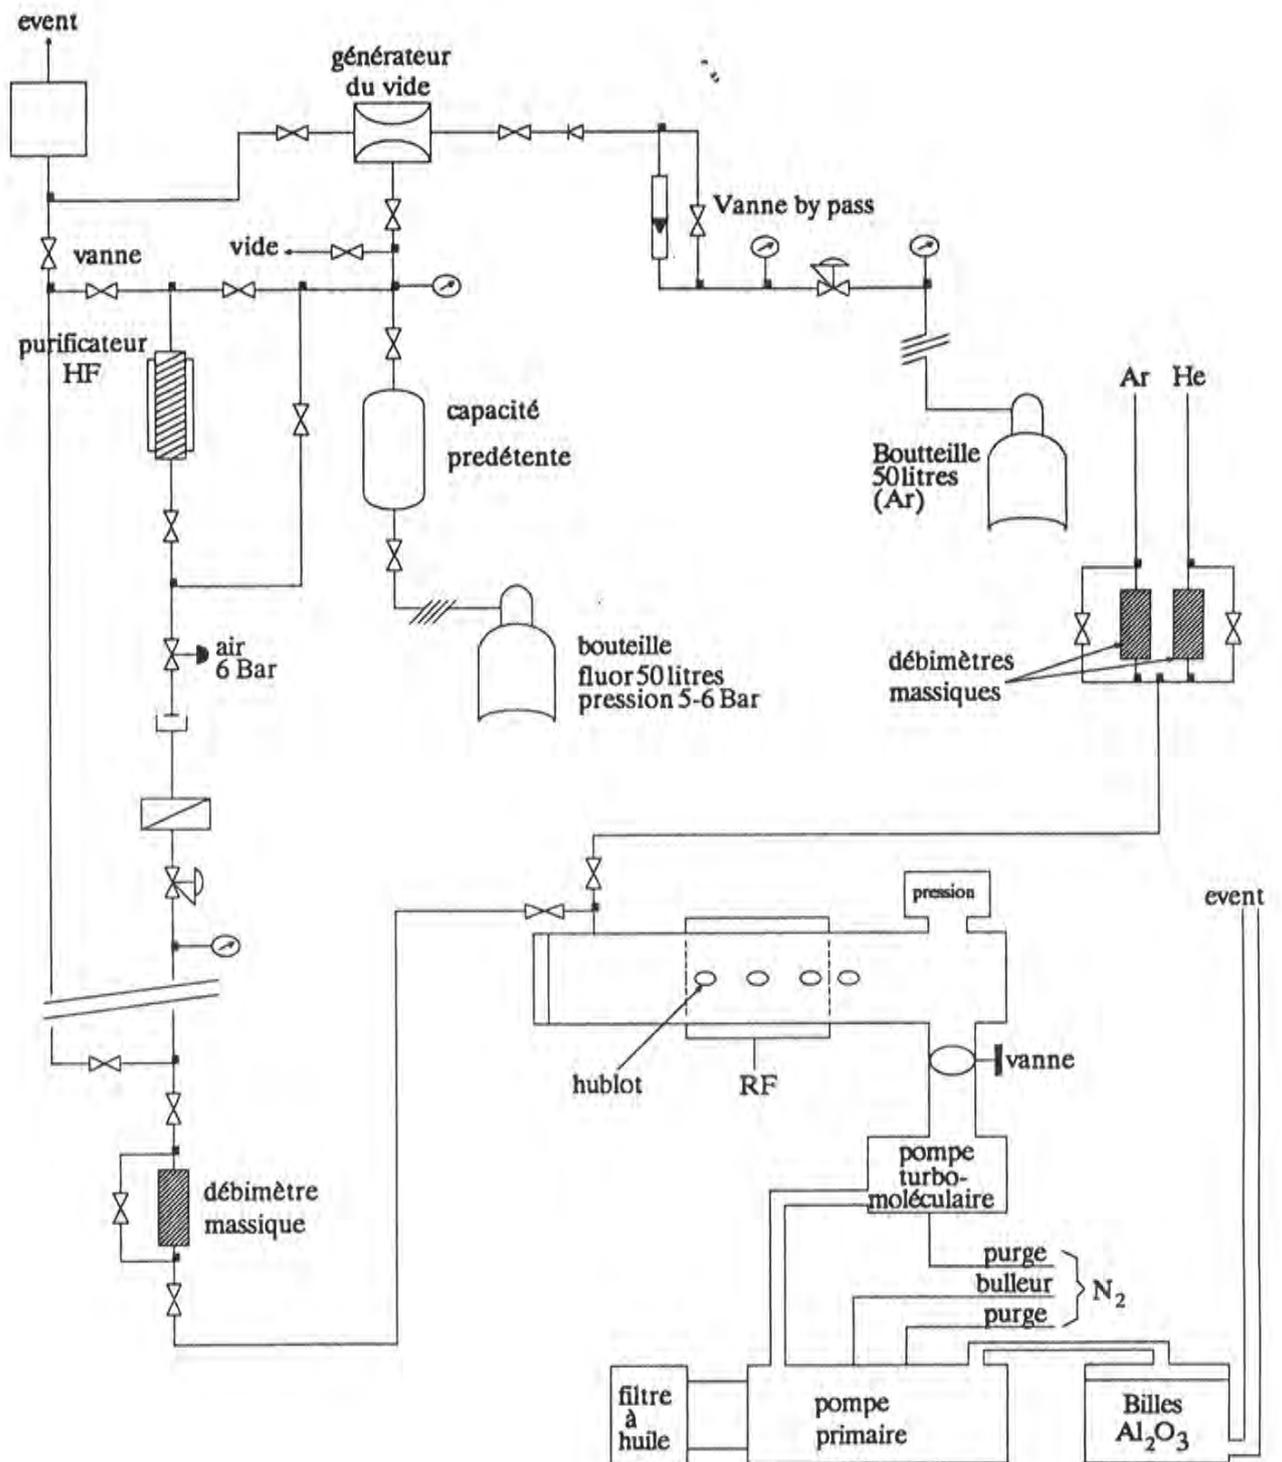 event
générateur
du vide
Vanne by pass
vide
vanne
purificateur
HF
capacité
predétente
Ar He
Boutteille
50litres
(Ar)
air
6 Bar
bouteille
fluor 50 litres
pression 5-6 Bar
débimètres
massiques
pression
event
hublot
RF
vanne
pompe
turbo-
moléculaire
débimètre
massique
purge
bulleur
purge
N2
filtre
à
huile
pompe
primaire
Billes
Al2O3